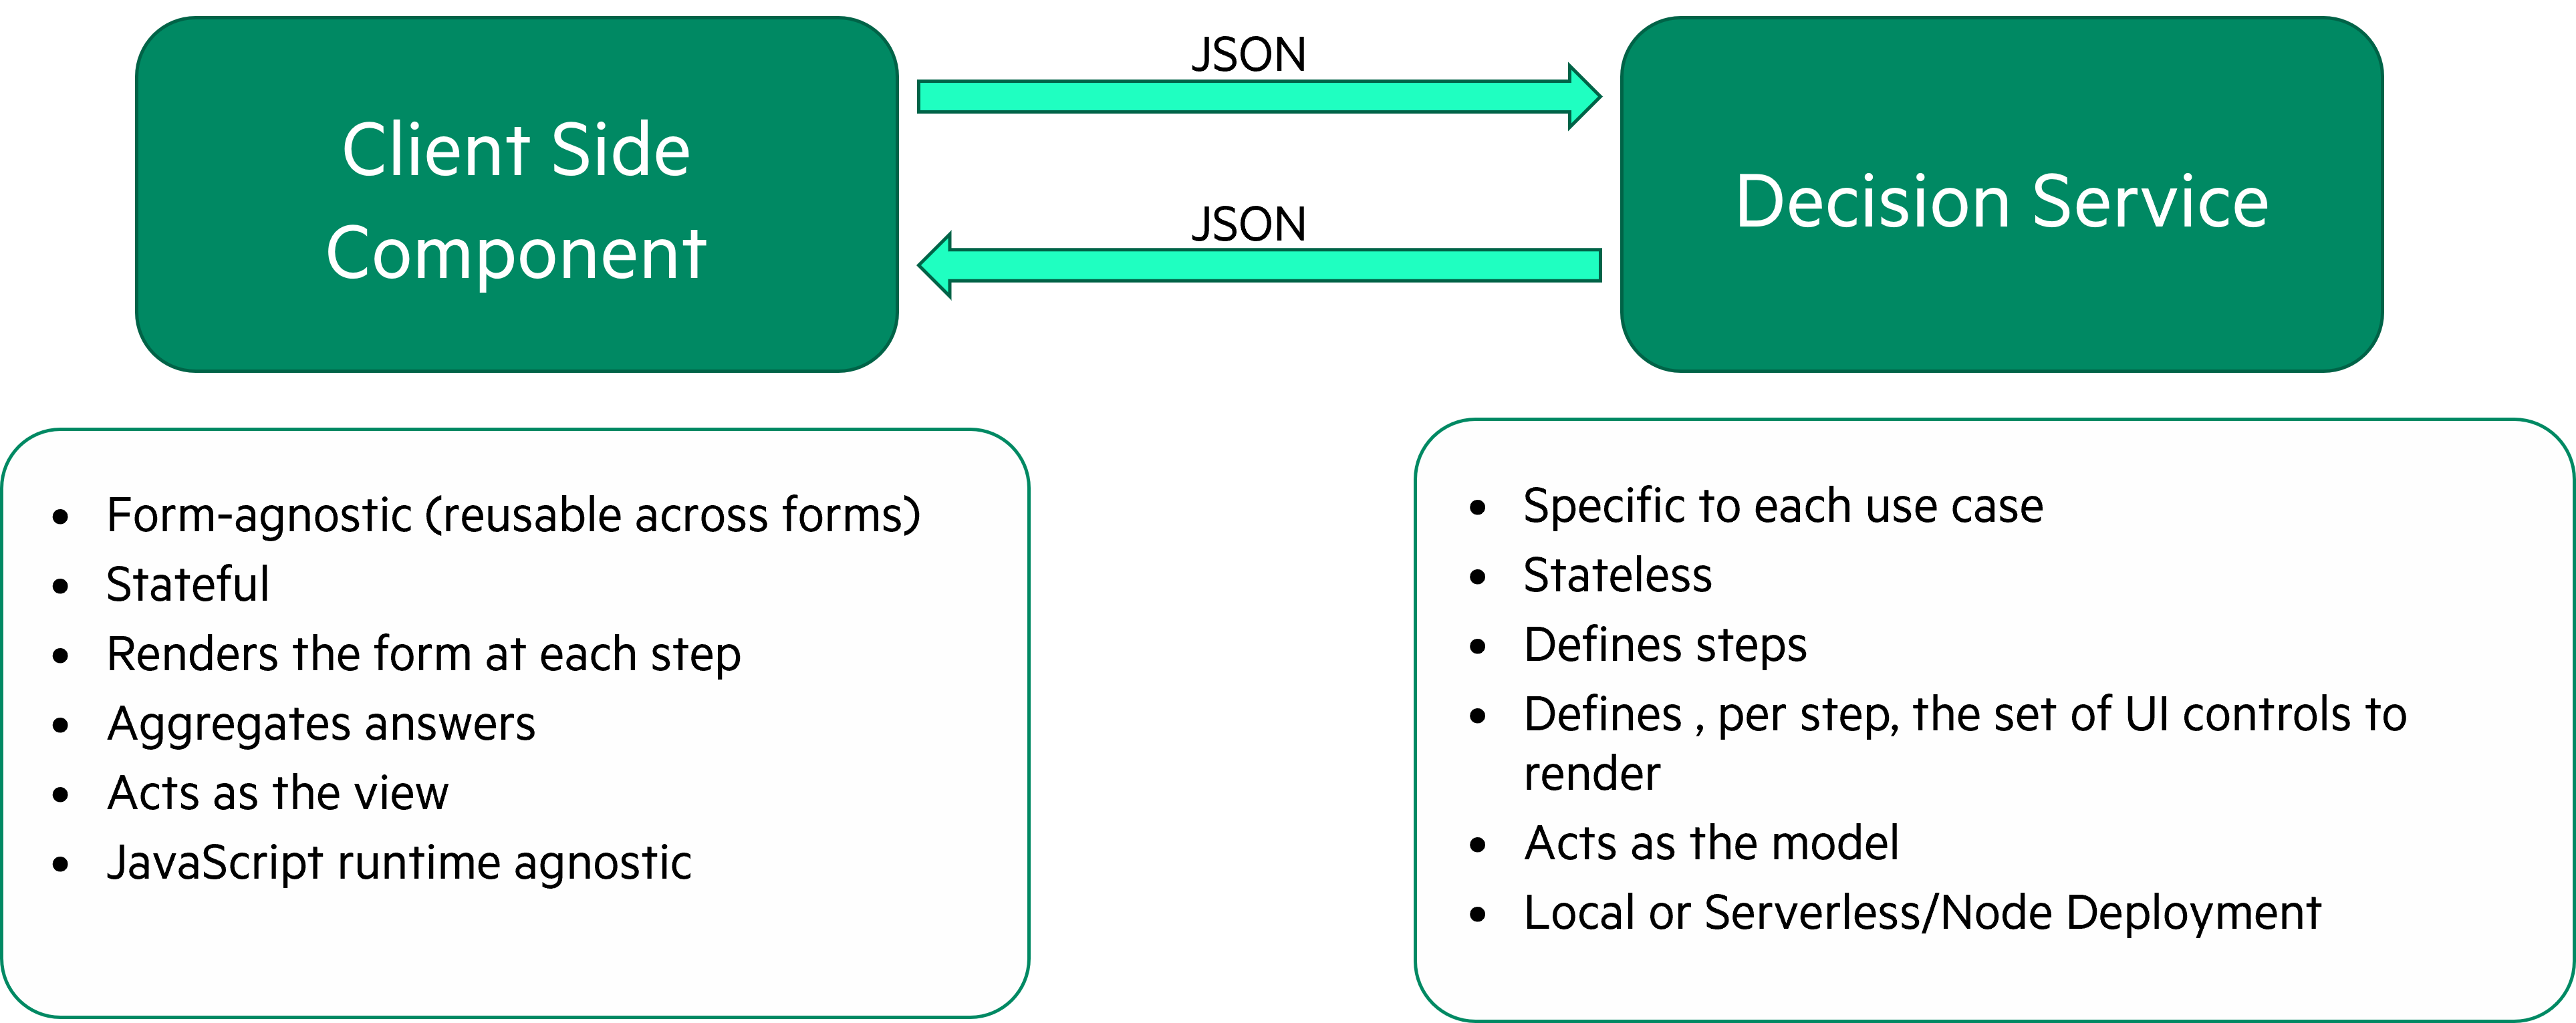 Client Side
Component
JSON
JSON
Decision Service
• Form-agnostic (reusable across forms)
• Stateful
• Renders the form at each step
• Aggregates answers
• Acts as the view
• JavaScript runtime agnostic
• Specific to each use case
• Stateless
• Defines steps
• Defines , per step, the set of UI controls to
render
• Acts as the model
• Local or Serverless/Node Deployment